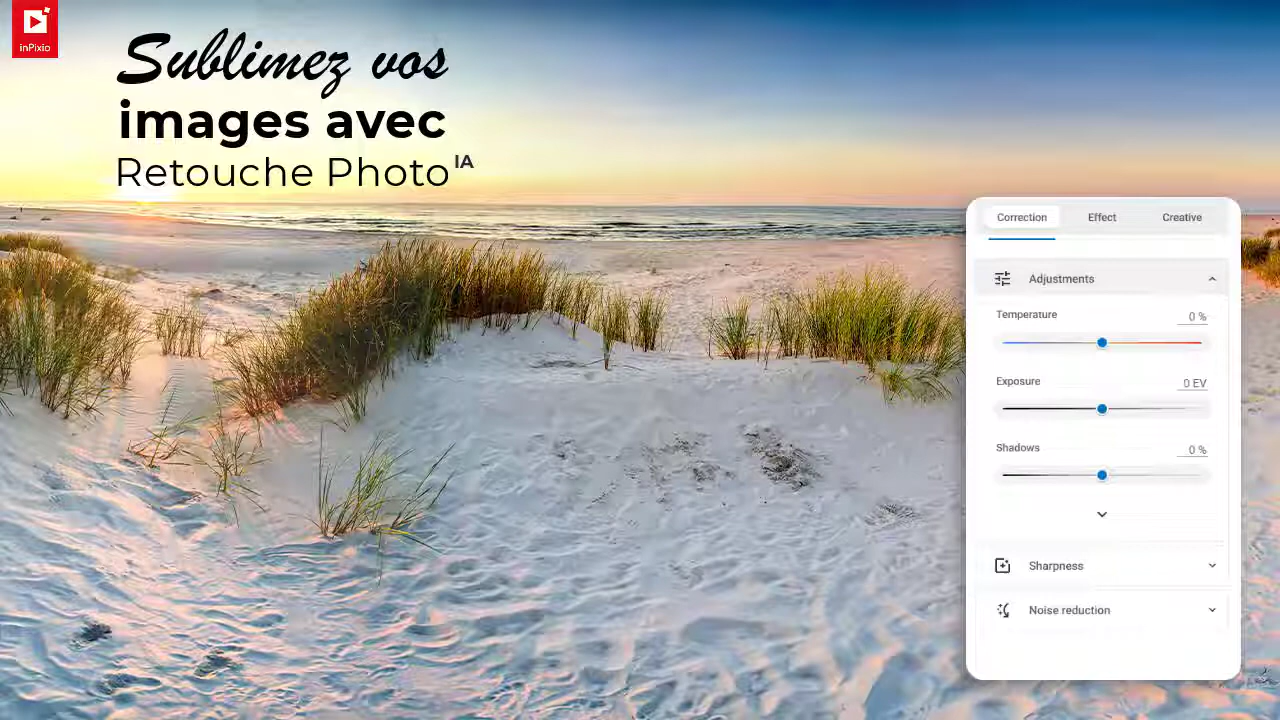 inPixio
Sublimez vos
images avec
Retouche Photo IA
Correction Effect Creative
Adjustments
Temperature 0 %
Exposure 0 EV
Shadows 0 %
Sharpness
Noise reduction